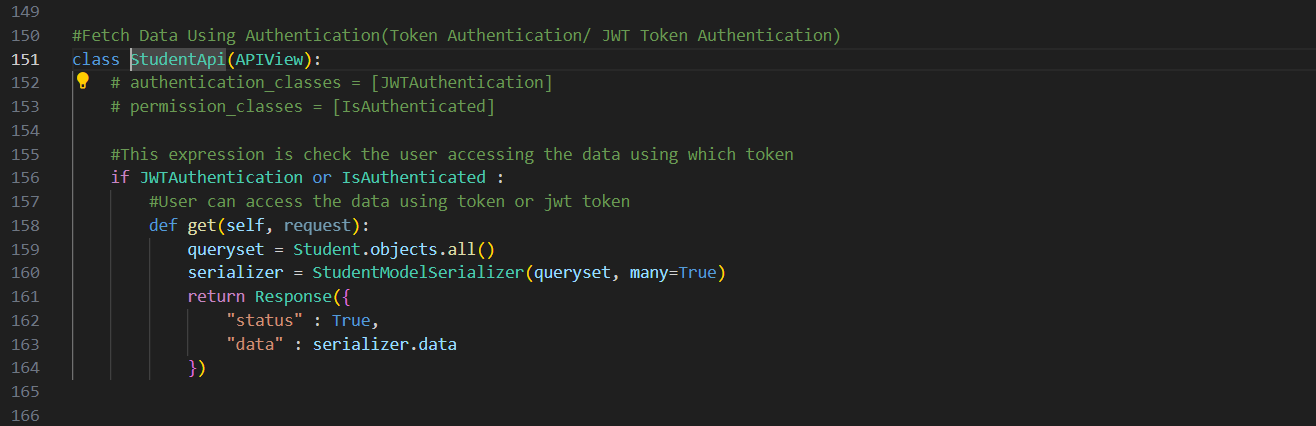 149
150 #Fetch Data Using Authentication(Token Authentication/ JWT Token Authentication)
151 class StudentApi(APIView):
152     # authentication_classes = [JWTAuthentication]
153     # permission_classes = [IsAuthenticated]
154
155     #This expression is check the user accessing the data using which token
156     if JWTAuthentication or IsAuthenticated :
157         #User can access the data using token or jwt token
158         def get(self, request):
159             queryset = Student.objects.all()
160             serializer = StudentModelSerializer(queryset, many=True)
161             return Response({
162                 "status" : True,
163                 "data" : serializer.data
164             })
165
166